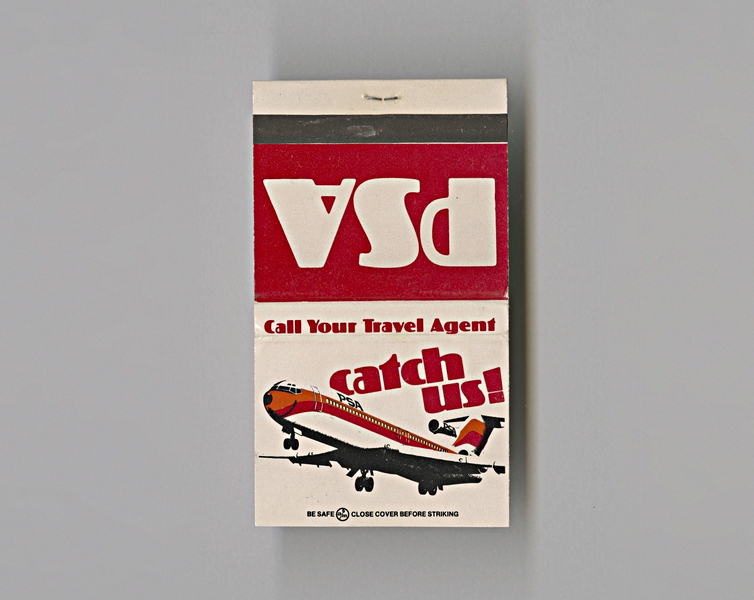 PSA
Call Your Travel Agent
catch
us!
PSA
BE SAFE CLOSE COVER BEFORE STRIKING